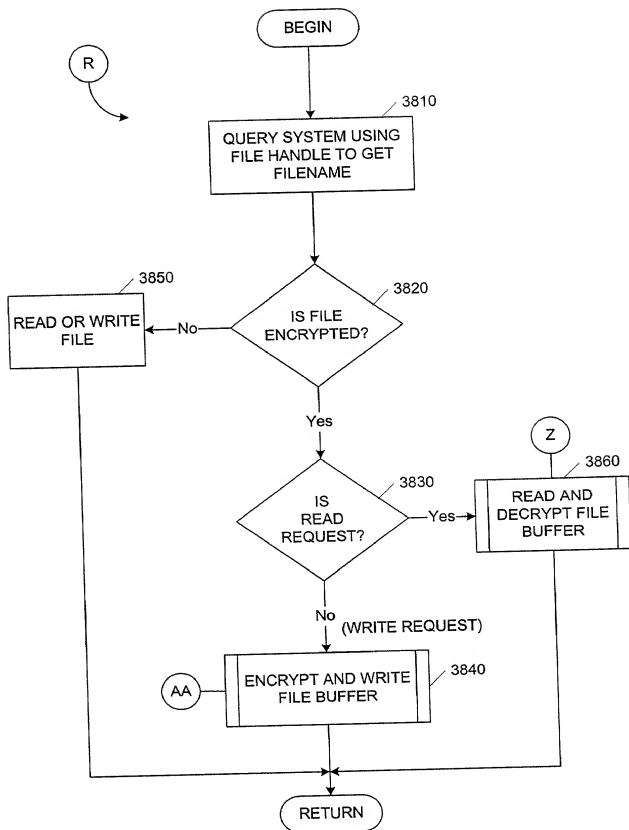 BEGIN
R
3810
QUERY SYSTEM USING
FILE HANDLE TO GET
FILENAME
3820
IS FILE
ENCRYPTED?
3850
READ OR WRITE
FILE
No
Yes
3830
IS
READ
REQUEST?
Yes
Z
3860
READ AND
DECRYPT FILE
BUFFER
No
(WRITE REQUEST)
AA
3840
ENCRYPT AND WRITE
FILE BUFFER
RETURN